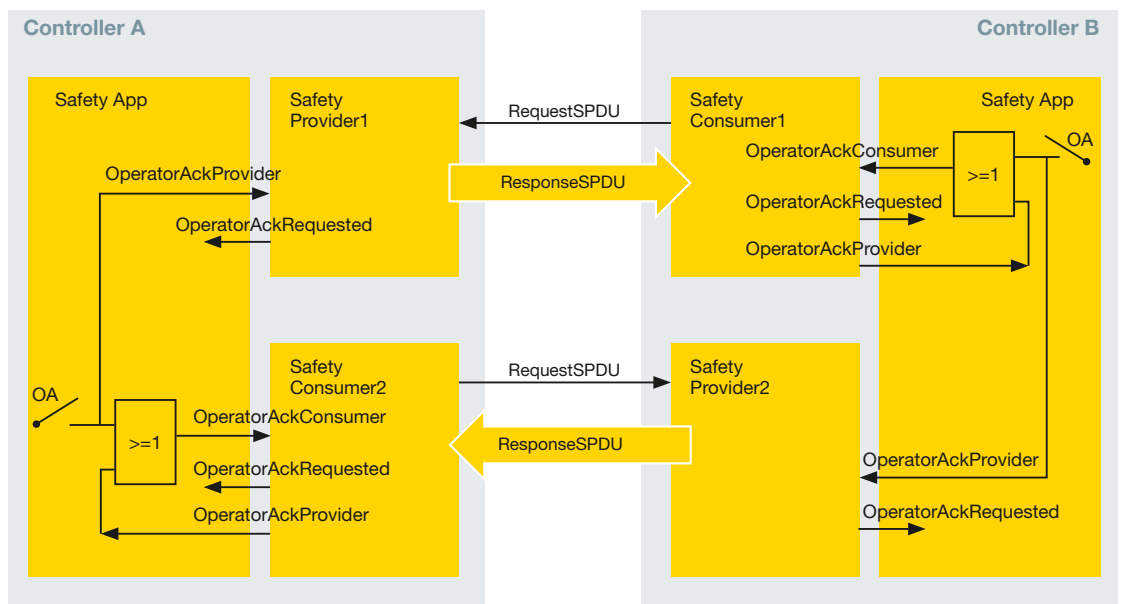 Controller A
Controller B
Safety App
Safety
Provider1
RequestSPDU
Safety
Consumer1
Safety App
OA
OperatorAckConsumer
>=1
OperatorAckProvider
ResponseSPDU
OperatorAckRequested
OperatorAckRequested
OperatorAckProvider
Safety
Consumer2
RequestSPDU
Safety
Provider2
OA
OperatorAckConsumer
>=1
ResponseSPDU
OperatorAckProvider
OperatorAckRequested
OperatorAckProvider
OperatorAckRequested